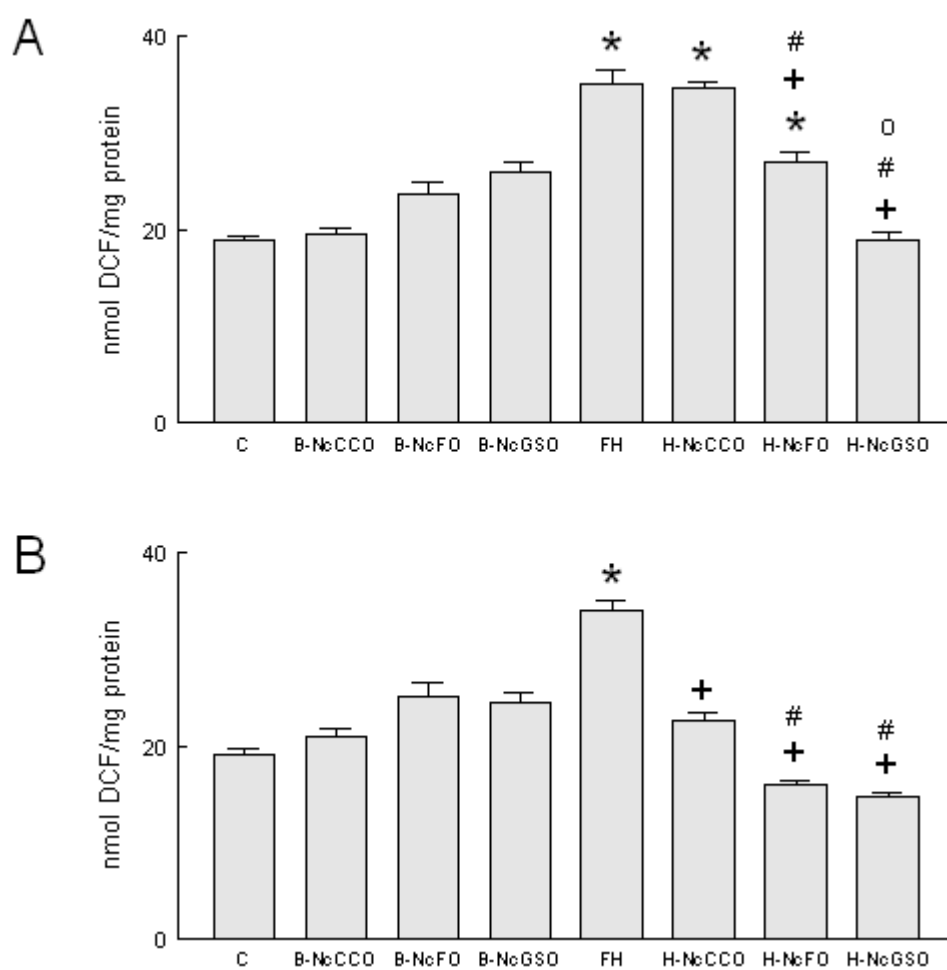 A
nmol DCF/mg protein
40
20
0
* * # + * o # +
C B-NcCCO B-NcFO B-NcGSO FH H-NcCCO H-NcFO H-NcGSO
B
nmol DCF/mg protein
40
20
0
* + # + # +
C B-NcCCO B-NcFO B-NcGSO FH H-NcCCO H-NcFO H-NcGSO